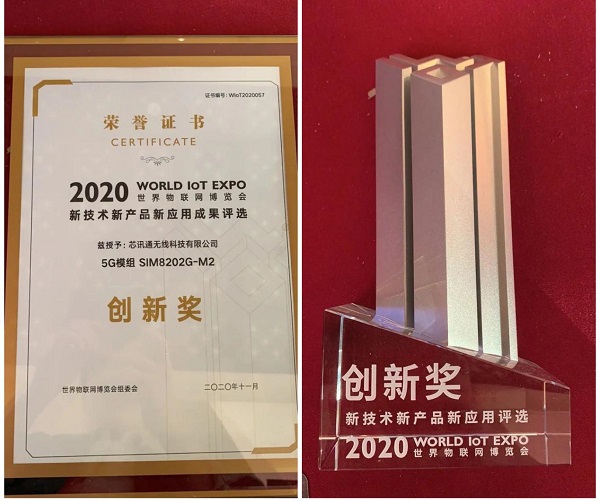 证书编号: WIoT2020057
荣誉证书
CERTIFICATE
2020 WORLD IoT EXPO
世界物联网博览会
新技术新产品新应用成果评选
兹授予：芯讯通无线科技有限公司
5G模组 SIM8202G-M2
创新奖
世界物联网博览会组委会
二〇二〇年十一月
创新奖
新技术新产品新应用评选
2020 WORLD IoT EXPO
世界物联网博览会